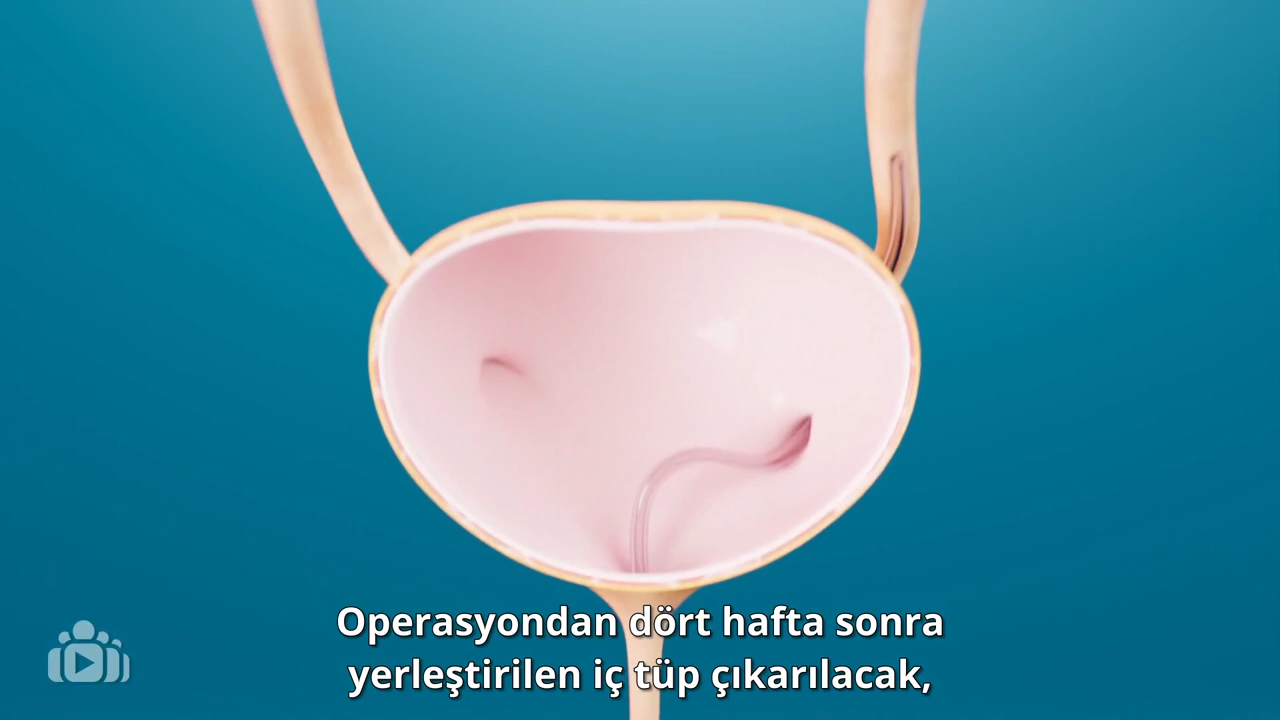 Operasyondan dört hafta sonra
yerleştirilen iç tüp çıkarılacak,